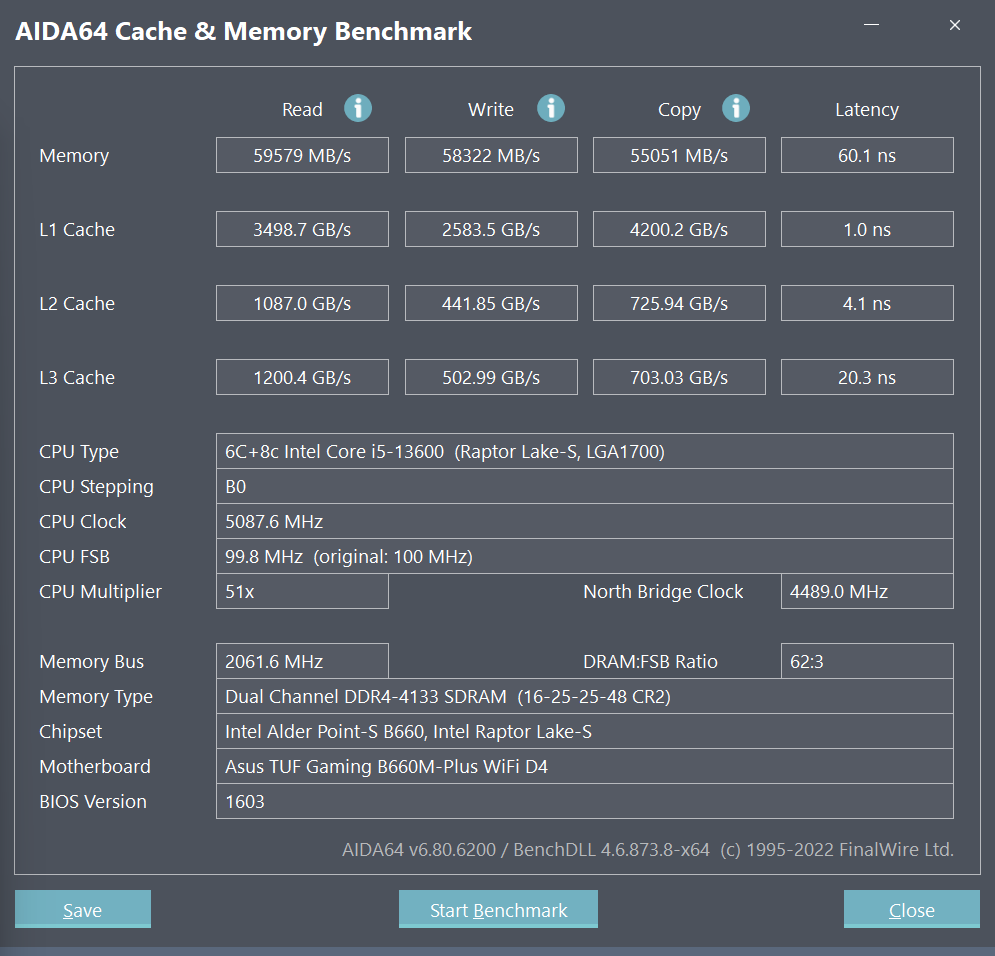 AIDA64 Cache & Memory Benchmark
Read Write Copy Latency
Memory 59579 MB/s 58322 MB/s 55051 MB/s 60.1 ns
L1 Cache 3498.7 GB/s 2583.5 GB/s 4200.2 GB/s 1.0 ns
L2 Cache 1087.0 GB/s 441.85 GB/s 725.94 GB/s 4.1 ns
L3 Cache 1200.4 GB/s 502.99 GB/s 703.03 GB/s 20.3 ns
CPU Type 6C+8c Intel Core i5-13600 (Raptor Lake-S, LGA1700)
CPU Stepping B0
CPU Clock 5087.6 MHz
CPU FSB 99.8 MHz (original: 100 MHz)
CPU Multiplier 51x North Bridge Clock 4489.0 MHz
Memory Bus 2061.6 MHz DRAM:FSB Ratio 62:3
Memory Type Dual Channel DDR4-4133 SDRAM (16-25-25-48 CR2)
Chipset Intel Alder Point-S B660, Intel Raptor Lake-S
Motherboard Asus TUF Gaming B660M-Plus WiFi D4
BIOS Version 1603
AIDA64 v6.80.6200 / BenchDLL 4.6.873.8-x64 (c) 1995-2022 FinalWire Ltd.
Save Start Benchmark Close